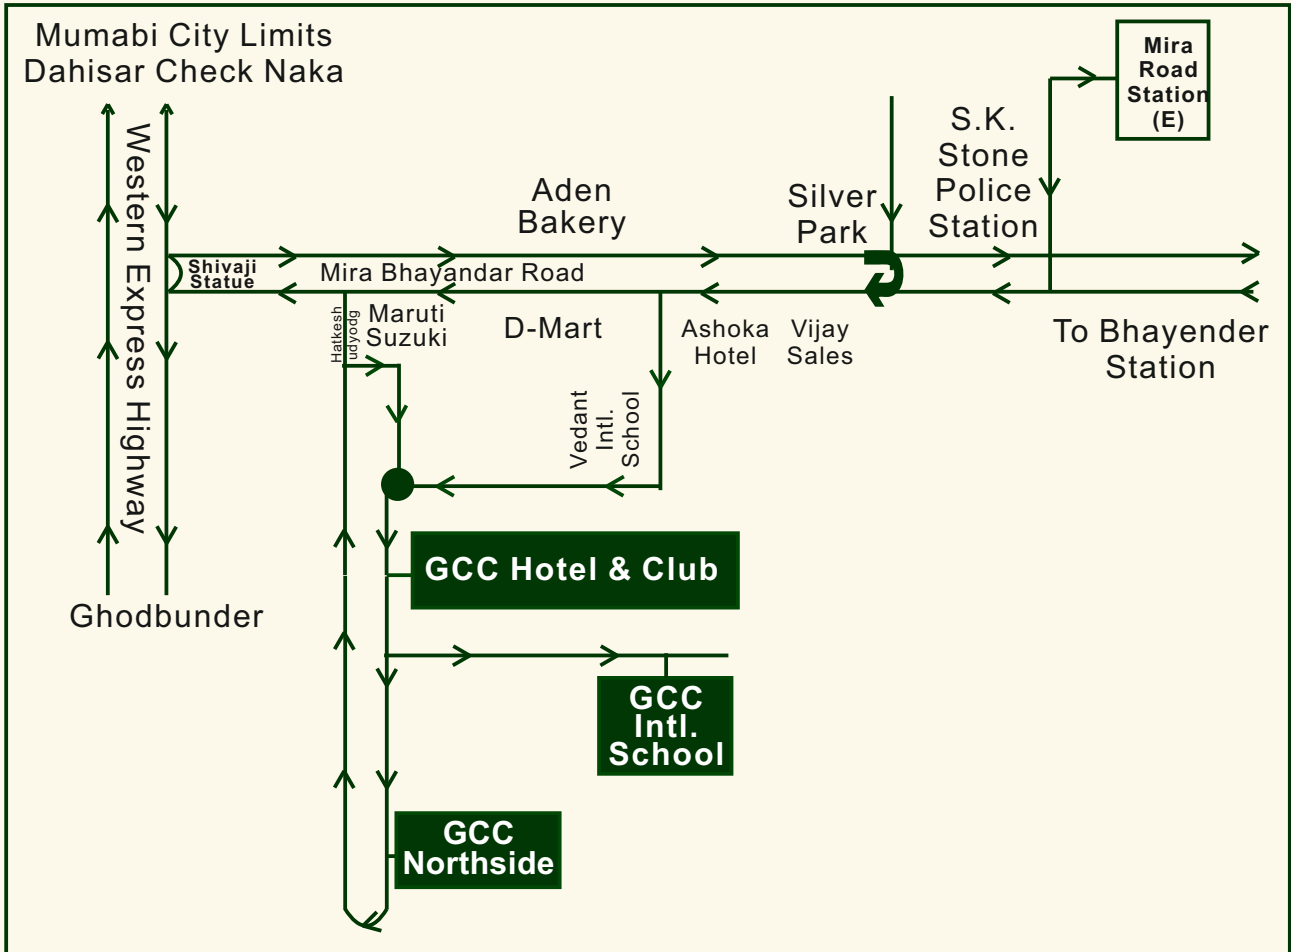 Mumabi City Limits
Dahisar Check Naka
Mira
Road
Station
(E)
S.K.
Stone
Police
Station
Western Express Highway
Aden
Bakery
Silver
Park
Shivaji
Statue
Mira Bhayandar Road
Hatkesh
udyodg
Maruti
Suzuki
D-Mart
Ashoka
Hotel
Vijay
Sales
To Bhayender
Station
Vedant
Intl.
School
GCC Hotel & Club
Ghodbunder
GCC
Intl.
School
GCC
Northside